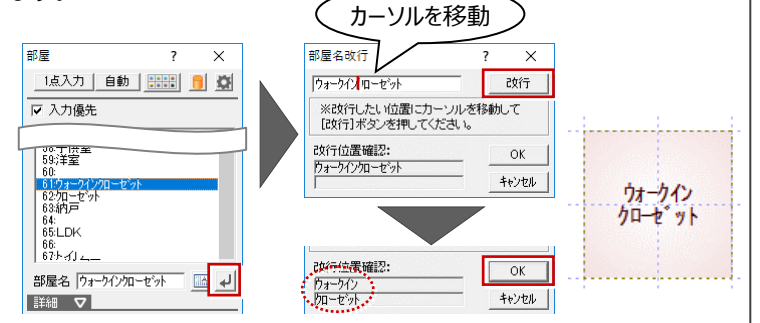 カーソルを移動
部屋 ? ×
1点入力 自動
入力優先
59:洋室
60:
61:ウォークインクローゼット
62:クローゼット
63:納戸
64:
65:LDK
66:
部屋名 ウォークインクローゼット
詳細
部屋名改行 ? ×
ウォークインクローゼット 改行
※改行したい位置にカーソルを移動して
[改行]ボタンを押してください。
改行位置確認:
ウォークインクローゼット
OK
キャンセル
改行位置確認:
ウォークイン
クローゼット
OK
キャンセル
ウォークイン
クローゼット